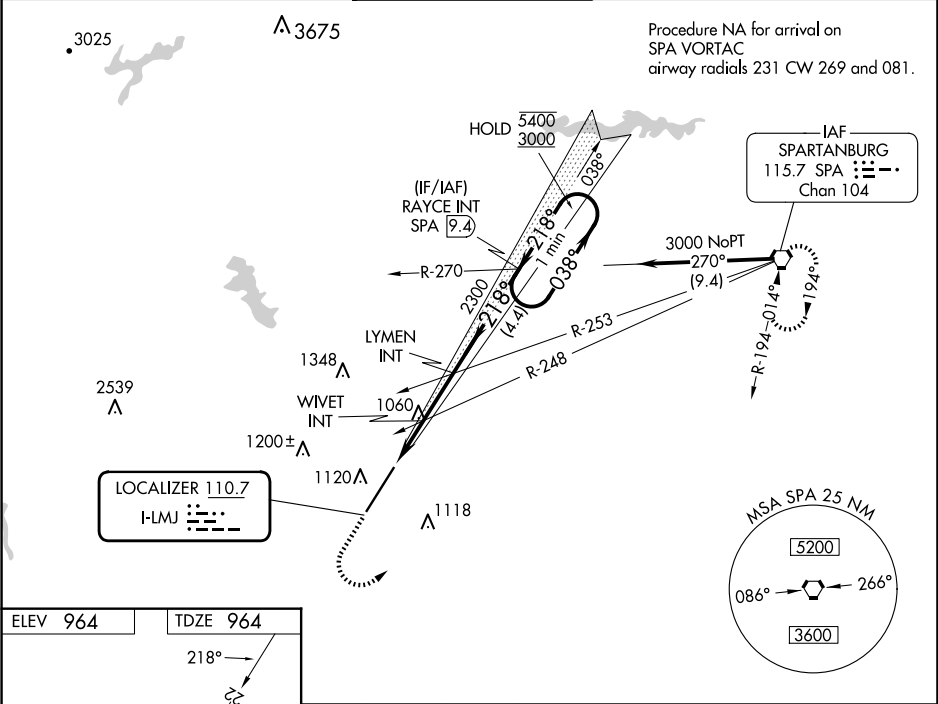 3025
3675
Procedure NA for arrival on
SPA VORTAC
airway radials 231 CW 269 and 081.
HOLD 5400
3000
038°
IAF
SPARTANBURG
115.7 SPA
Chan 104
(IF/IAF)
RAYCE INT
SPA 9.4
218°
1 min
038°
3000 NoPT
270°
(9.4)
R-270
2300
218°
(4.4)
194°
R-194
014°
R-253
R-248
LYMEN
INT
1348
2539
WIVET
INT
1060
1200±
1120
LOCALIZER 110.7
I-LMJ
1118
MSA SPA 25 NM
5200
086°
266°
3600
ELEV 964
TDZE 964
218°
22